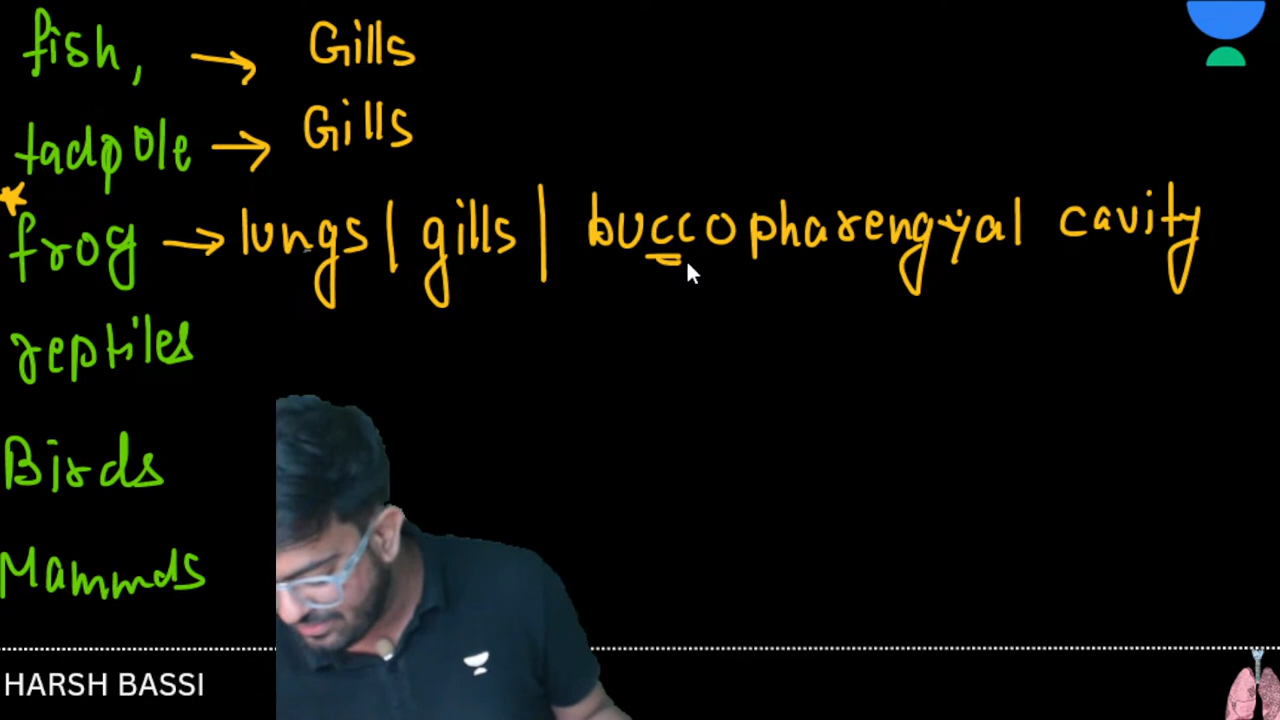 fish, → Gills
tadpole → Gills
frog → lungs | gills | buccopharengyal cavity
reptiles
Birds
Mammals
HARSH BASSI